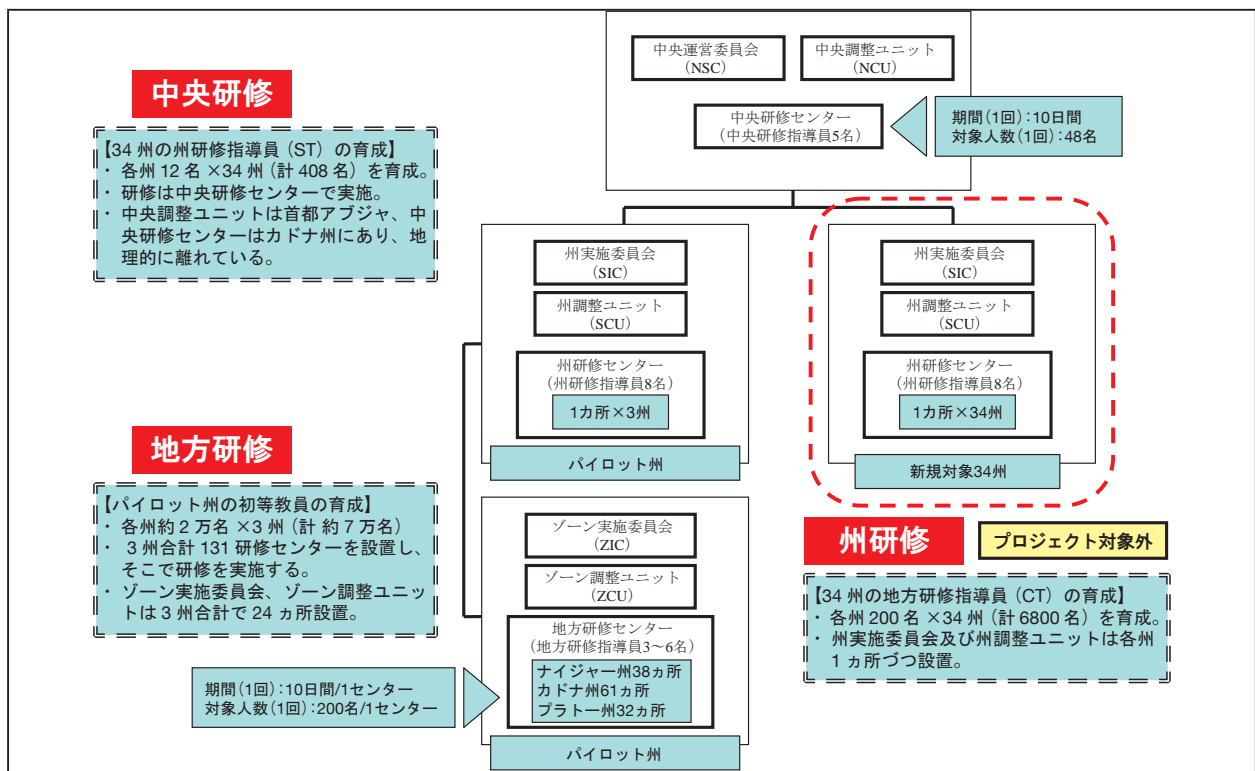 中央運営委員会
(NSC)
中央調整ユニット
(NCU)
中央研修センター
(中央研修指導員5名)
期間(1回):10日間
対象人数(1回):48名
中央研修
【34 州の州研修指導員(ST)の育成】
・ 各州 12 名 ×34 州(計 408 名)を育成。
・ 研修は中央研修センターで実施。
・ 中央調整ユニットは首都アブジャ、中
央研修センターはカドナ州にあり、地
理的に離れている。
州実施委員会
(SIC)
州調整ユニット
(SCU)
州研修センター
(州研修指導員8名)
1カ所×3州
パイロット州
州実施委員会
(SIC)
州調整ユニット
(SCU)
州研修センター
(州研修指導員8名)
1カ所×34州
新規対象34州
地方研修
【パイロット州の初等教員の育成】
・ 各州約 2 万名 ×3 州(計 約 7 万名)
・ 3 州合計 131 研修センターを設置し、
そこで研修を実施する。
・ ゾーン実施委員会、ゾーン調整ユニッ
トは 3 州合計で 24 ヵ所設置。
ゾーン実施委員会
(ZIC)
ゾーン調整ユニット
(ZCU)
地方研修センター
(地方研修指導員3〜6名)
ナイジャー州38ヵ所
カドナ州61ヵ所
プラトー州32ヵ所
パイロット州
期間(1回):10日間/1センター
対象人数(1回):200名/1センター
州研修
プロジェクト対象外
【34 州の地方研修指導員(CT)の育成】
・ 各州 200 名 ×34 州(計 6800 名)を育成。
・ 州実施委員会及び州調整ユニットは各州
1 ヵ所づつ設置。